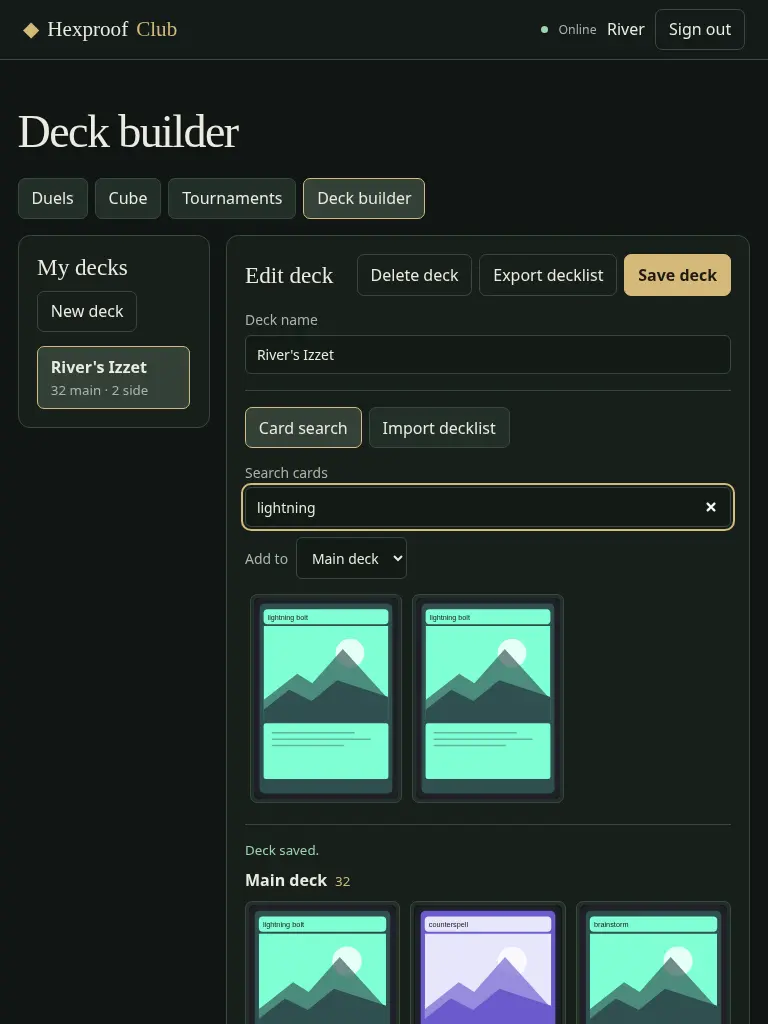 Hexproof Club
Online River Sign out
Deck builder
Duels Cube Tournaments Deck builder
My decks
New deck
River's Izzet
32 main · 2 side
Edit deck Delete deck Export decklist Save deck
Deck name
River's Izzet
Card search Import decklist
Search cards
lightning ×
Add to Main deck
lightning bolt lightning bolt
Deck saved.
Main deck 32
lightning bolt counterspell brainstorm